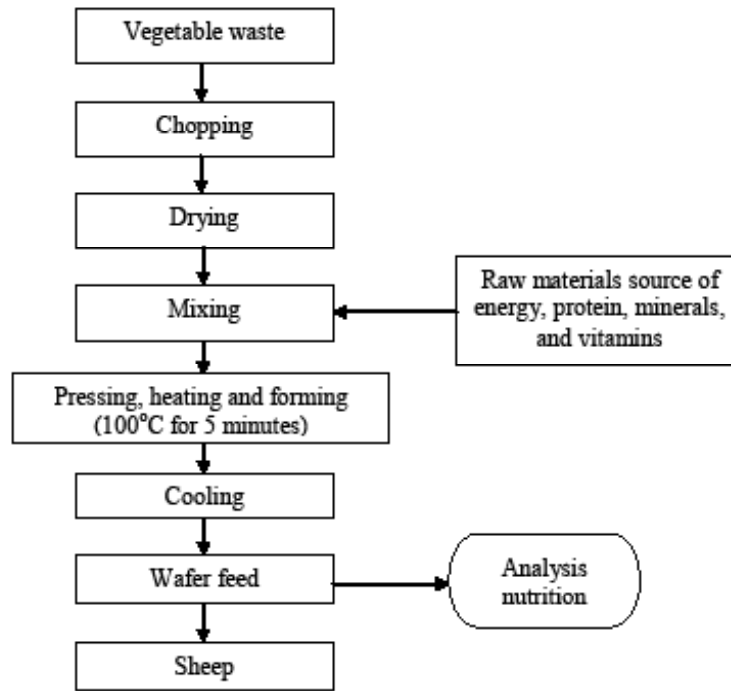 Vegetable waste
Chopping
Drying
Mixing
Raw materials source of
energy, protein, minerals,
and vitamins
Pressing, heating and forming
(100°C for 5 minutes)
Cooling
Wafer feed
Analysis
nutrition
Sheep